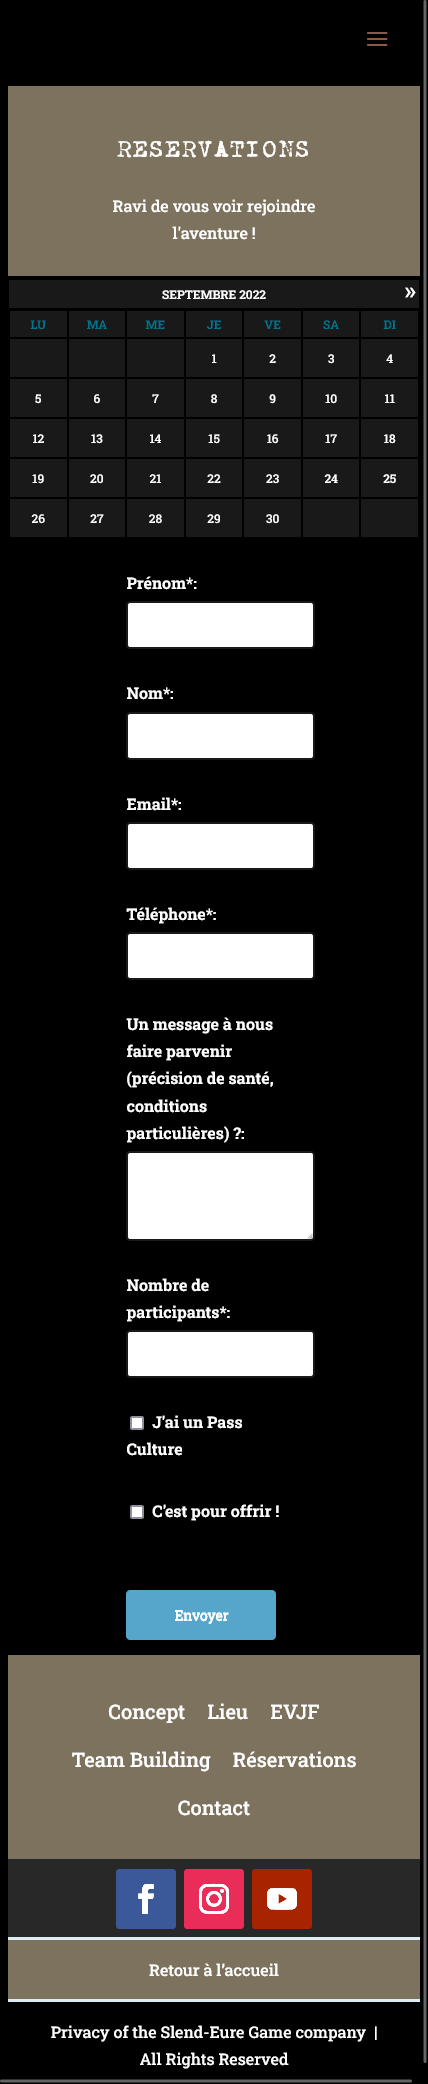 RESERVATIONS
Ravi de vous voir rejoindre
l'aventure !
SEPTEMBRE 2022 »
LU MA ME JE VE SA DI
1 2 3 4
5 6 7 8 9 10 11
12 13 14 15 16 17 18
19 20 21 22 23 24 25
26 27 28 29 30
Prénom*:
Nom*:
Email*:
Téléphone*:
Un message à nous
faire parvenir
(précision de santé,
conditions
particulières) ?:
Nombre de
participants*:
J'ai un Pass
Culture
C'est pour offrir !
Envoyer
Concept Lieu EVJF
Team Building Réservations
Contact
Retour à l'accueil
Privacy of the Slend-Eure Game company |
All Rights Reserved